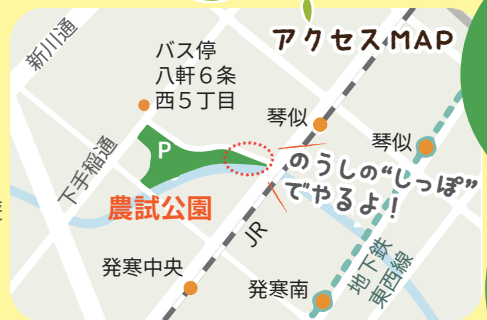 アクセスMAP
新川通
バス停
八軒6条
西5丁目
琴似
琴似
下手稲通
P
のうしの“しっぽ”
でやるよ!
農試公園
JR
地下鉄
東西線
発寒中央
発寒南